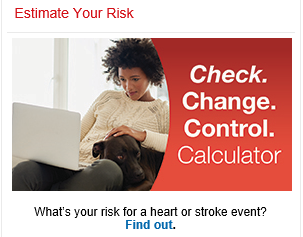 Estimate Your Risk
Check.
Change.
Control.
Calculator
What's your risk for a heart or stroke event?
Find out.